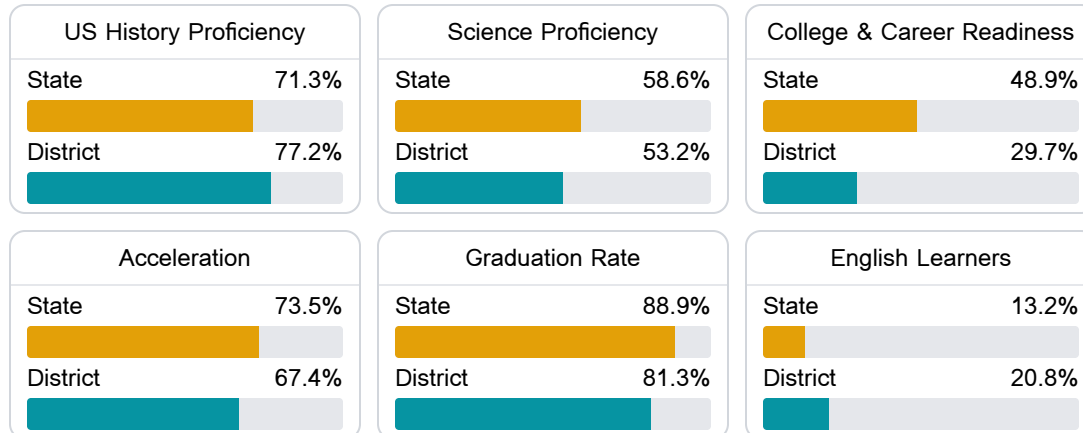 US History Proficiency
State 71.3%
District 77.2%
Science Proficiency
State 58.6%
District 53.2%
College & Career Readiness
State 48.9%
District 29.7%
Acceleration
State 73.5%
District 67.4%
Graduation Rate
State 88.9%
District 81.3%
English Learners
State 13.2%
District 20.8%